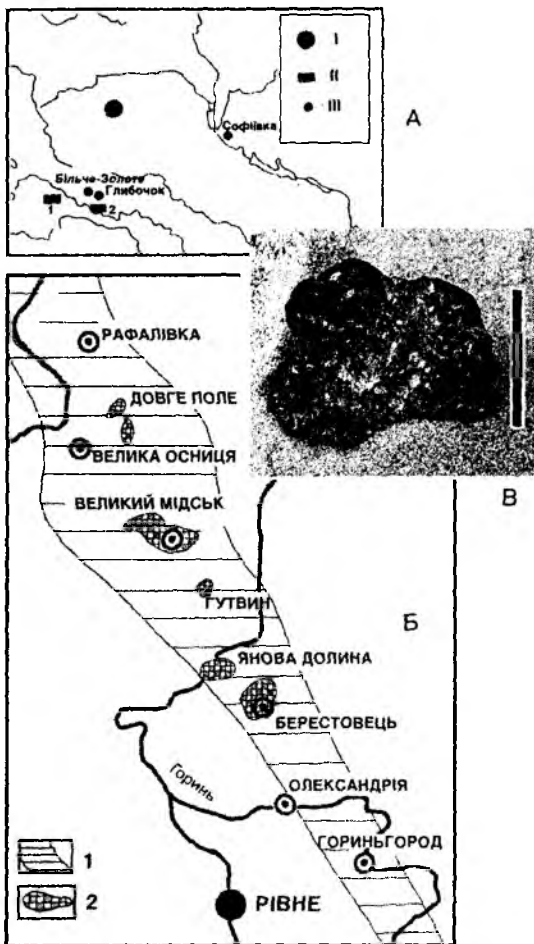 I
II
III
А
Софіївка
Більче-Золоте
Глибочок
1
2
РАФАЛІВКА
ДОВГЕ ПОЛЕ
ВЕЛИКА ОСНИЦЯ
В
ВЕЛИКИЙ МІДСЬК
ГУТВИН
Б
ЯНОВА ДОЛИНА
БЕРЕСТОВЕЦЬ
Горинь
ОЛЕКСАНДРІЯ
ГОРИНЬГОРОД
1
2
РІВНЕ